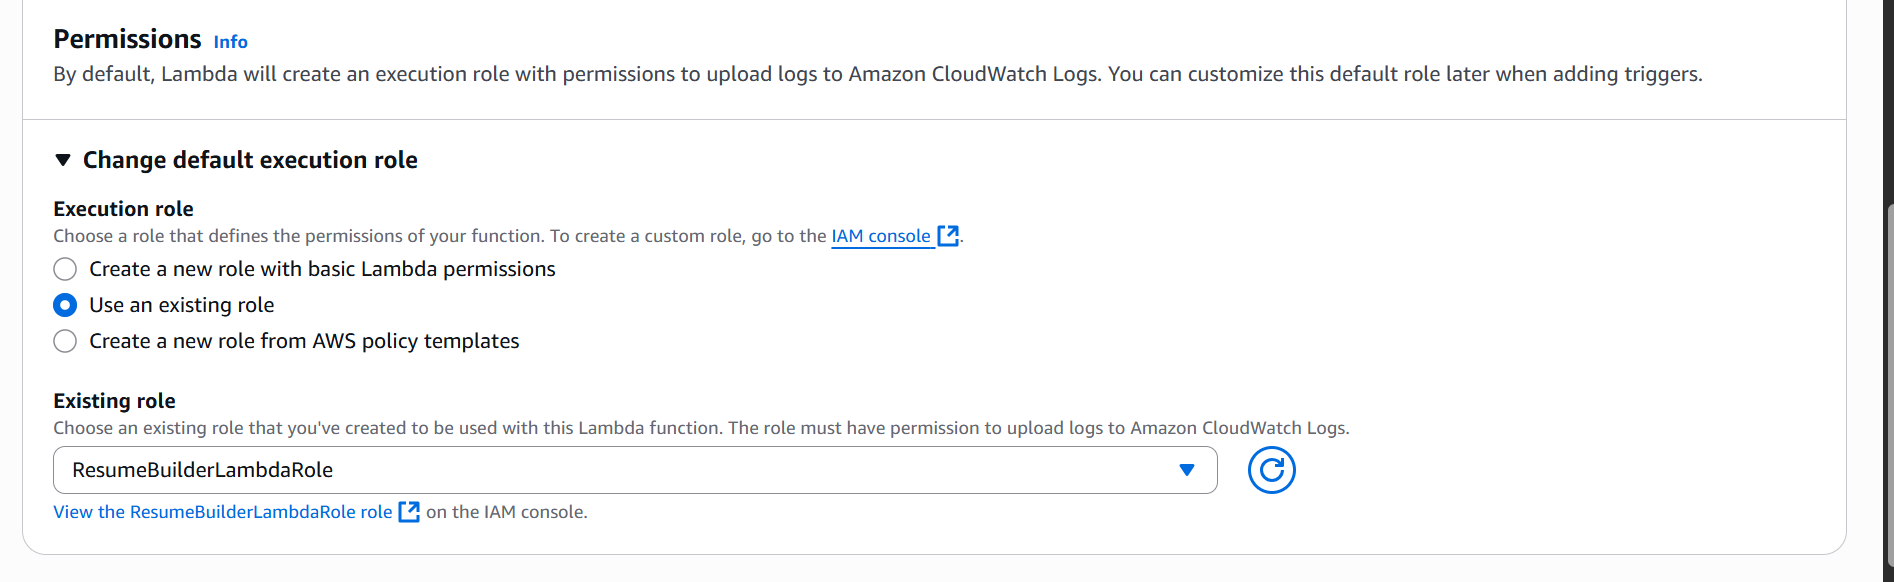 Permissions Info
By default, Lambda will create an execution role with permissions to upload logs to Amazon CloudWatch Logs. You can customize this default role later when adding triggers.
Change default execution role
Execution role
Choose a role that defines the permissions of your function. To create a custom role, go to the IAM console.
Create a new role with basic Lambda permissions
Use an existing role
Create a new role from AWS policy templates
Existing role
Choose an existing role that you've created to be used with this Lambda function. The role must have permission to upload logs to Amazon CloudWatch Logs.
ResumeBuilderLambdaRole
View the ResumeBuilderLambdaRole role on the IAM console.